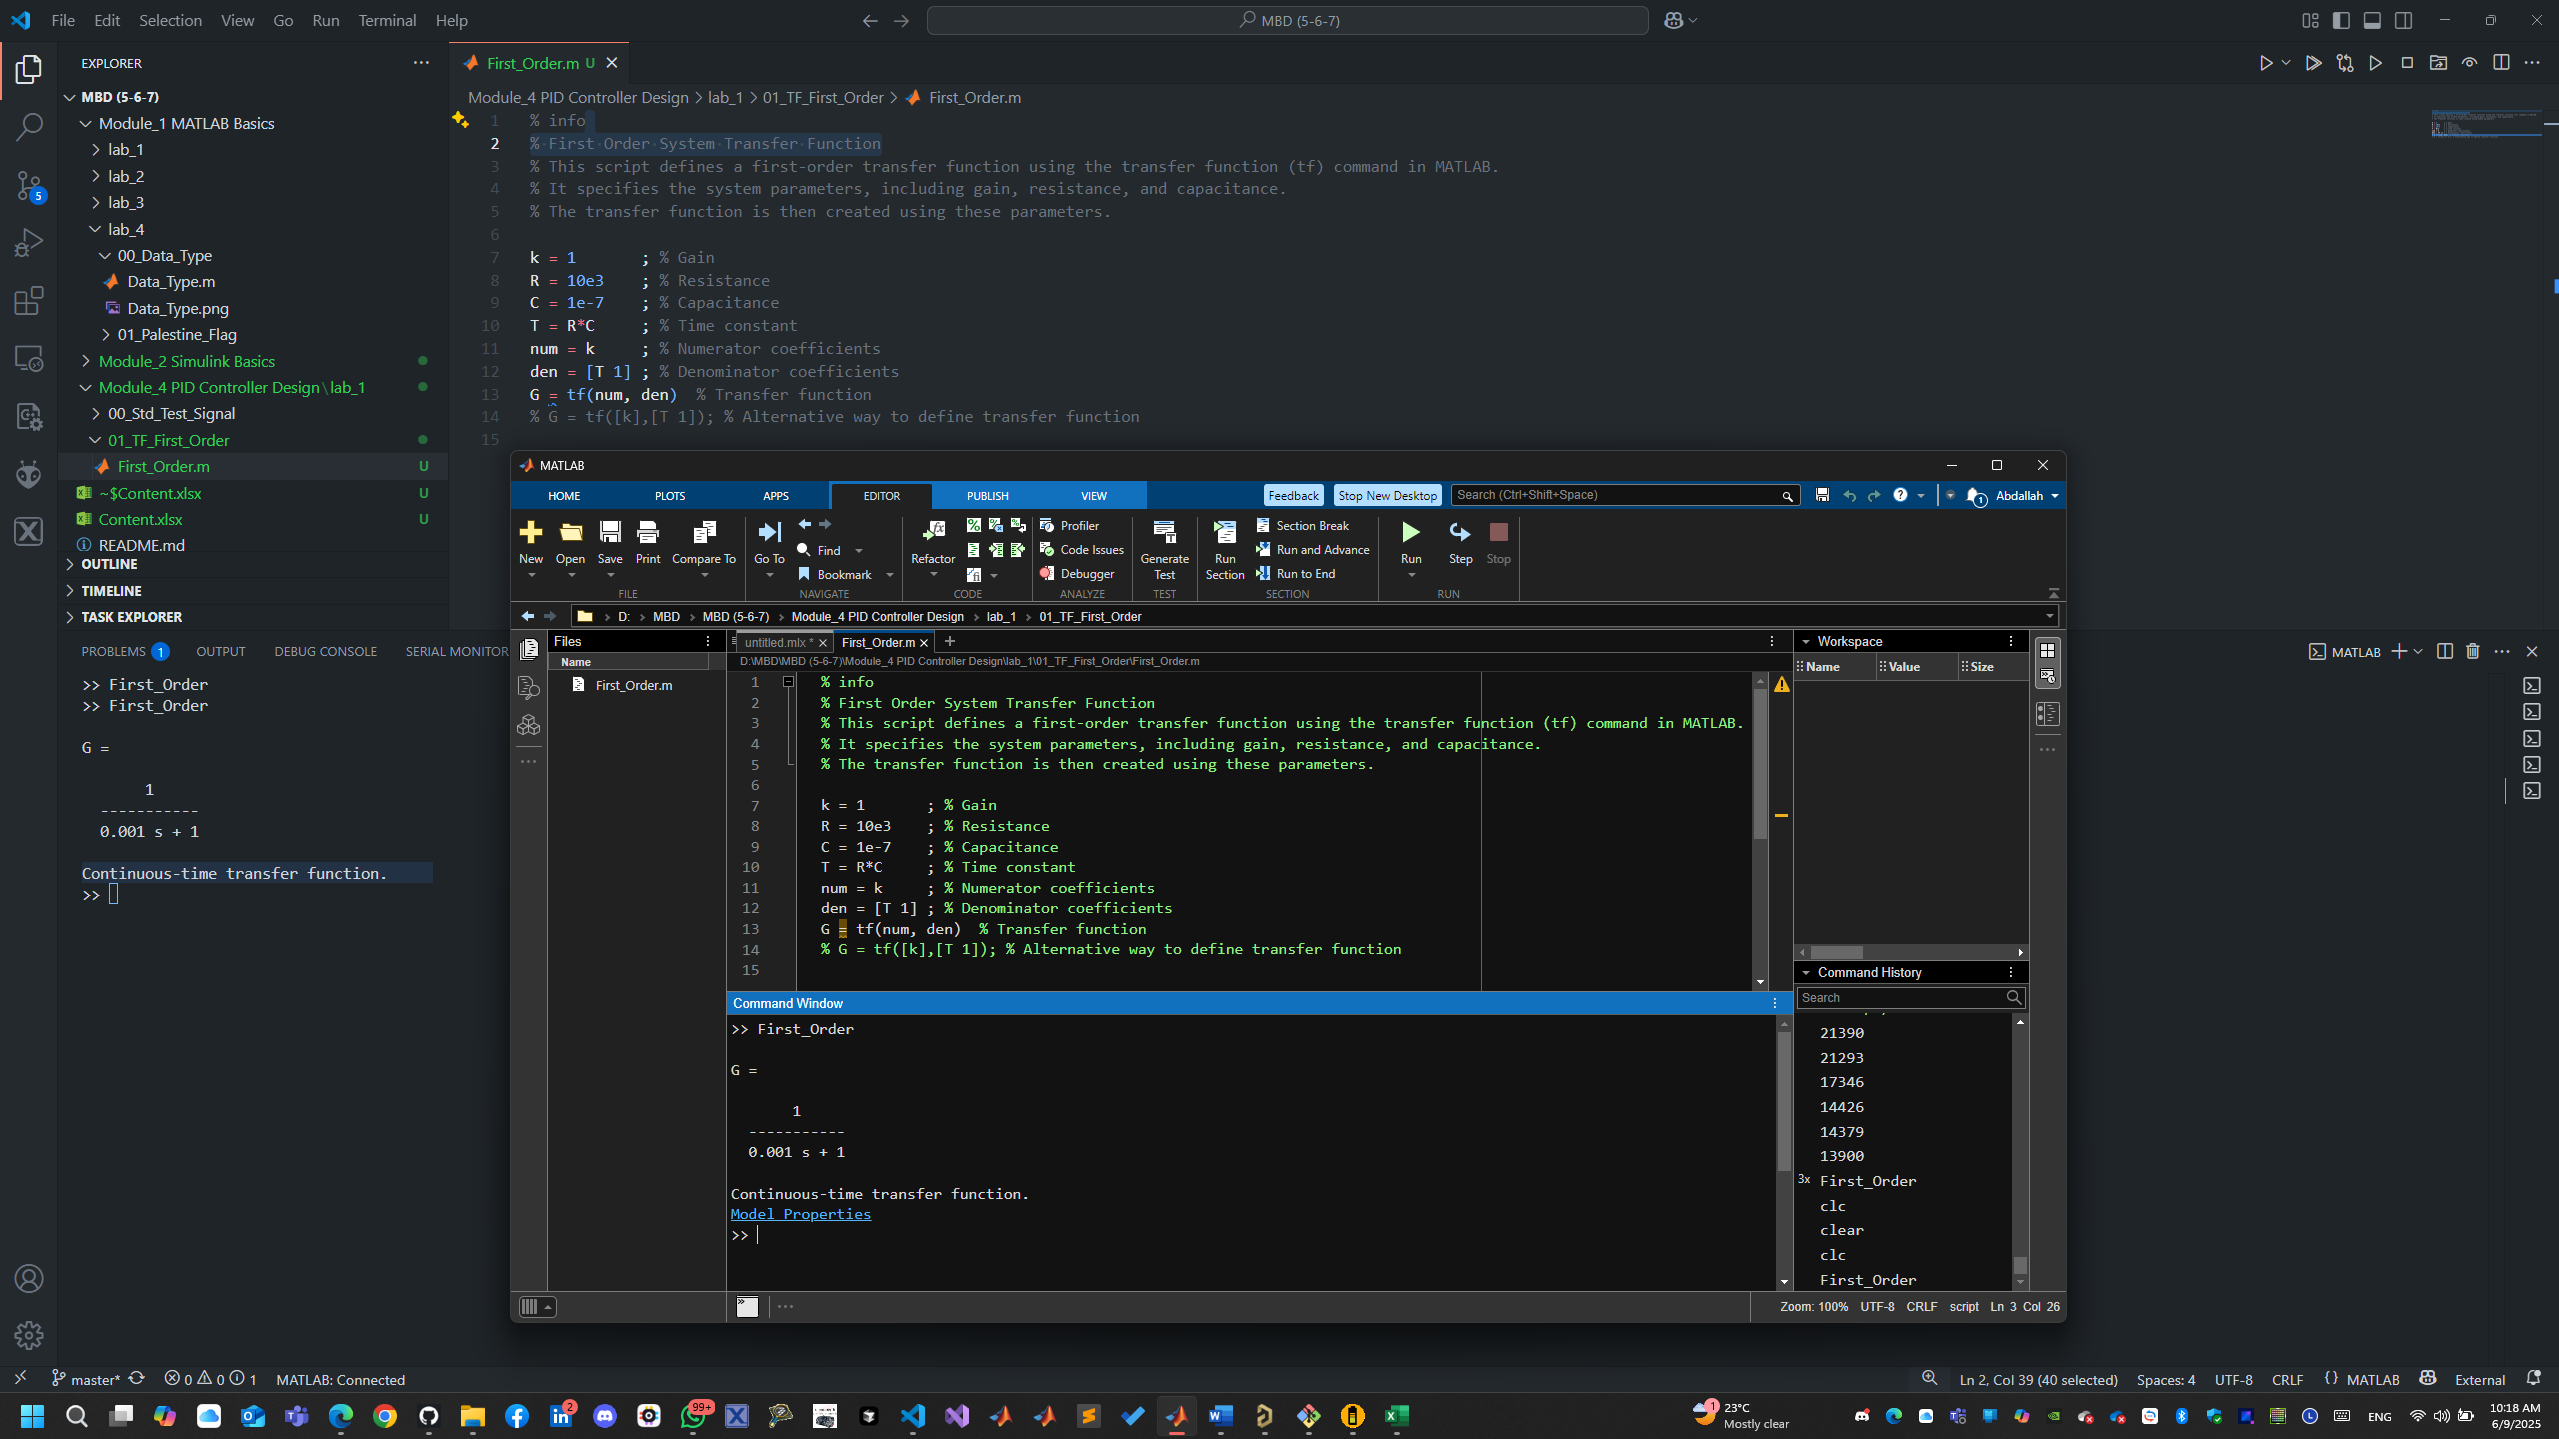 File Edit Selection View Go Run Terminal Help
MBD (5-6-7)
EXPLORER
MBD (5-6-7)
Module_1 MATLAB Basics
lab_1
lab_2
lab_3
lab_4
00_Data_Type
Data_Type.m
Data_Type.png
01_Palestine_Flag
Module_2 Simulink Basics
Module_4 PID Controller Design\lab_1
00_Std_Test_Signal
01_TF_First_Order
First_Order.m U
~$Content.xlsx U
Content.xlsx U
README.md
OUTLINE
TIMELINE
TASK EXPLORER
5
First_Order.m U
Module_4 PID Controller Design > lab_1 > 01_TF_First_Order > First_Order.m
1 % info
2 % First Order System Transfer Function
3 % This script defines a first-order transfer function using the transfer function (tf) command in MATLAB.
4 % It specifies the system parameters, including gain, resistance, and capacitance.
5 % The transfer function is then created using these parameters.
6
7 k = 1 ; % Gain
8 R = 10e3 ; % Resistance
9 C = 1e-7 ; % Capacitance
10 T = R*C ; % Time constant
11 num = k ; % Numerator coefficients
12 den = [T 1] ; % Denominator coefficients
13 G = tf(num, den) % Transfer function
14 % G = tf([k],[T 1]); % Alternative way to define transfer function
15
PROBLEMS 1 OUTPUT DEBUG CONSOLE SERIAL MONITOR
MATLAB
>> First_Order
>> First_Order
G =
1
-----------
0.001 s + 1
Continuous-time transfer function.
>>
MATLAB
HOME PLOTS APPS EDITOR PUBLISH VIEW
Feedback Stop New Desktop Search (Ctrl+Shift+Space) 1 Abdallah
New Open Save Print Compare To
FILE
Go To Find Bookmark
NAVIGATE
Refactor
CODE
Profiler
Code Issues
Debugger
ANALYZE
Generate Test
TEST
Run Section
Section Break
Run and Advance
Run to End
SECTION
Run Step Stop
RUN
D: > MBD > MBD (5-6-7) > Module_4 PID Controller Design > lab_1 > 01_TF_First_Order
Files
Name
First_Order.m
untitled.mlx * First_Order.m
D:\MBD\MBD (5-6-7)\Module_4 PID Controller Design\lab_1\01_TF_First_Order\First_Order.m
1 % info
2 % First Order System Transfer Function
3 % This script defines a first-order transfer function using the transfer function (tf) command in MATLAB.
4 % It specifies the system parameters, including gain, resistance, and capacitance.
5 % The transfer function is then created using these parameters.
6
7 k = 1 ; % Gain
8 R = 10e3 ; % Resistance
9 C = 1e-7 ; % Capacitance
10 T = R*C ; % Time constant
11 num = k ; % Numerator coefficients
12 den = [T 1] ; % Denominator coefficients
13 G = tf(num, den) % Transfer function
14 % G = tf([k],[T 1]); % Alternative way to define transfer function
15
Command Window
>> First_Order
G =
1
-----------
0.001 s + 1
Continuous-time transfer function.
Model Properties
>>
Workspace
Name Value Size
Command History
Search
21390
21293
17346
14426
14379
13900
3x First_Order
clc
clear
clc
First_Order
Zoom: 100% UTF-8 CRLF script Ln 3 Col 26
master* 0 0 1 MATLAB: Connected
Ln 2, Col 39 (40 selected) Spaces: 4 UTF-8 CRLF {} MATLAB External
2
99+
1
23°C
Mostly clear
ENG
10:18 AM
6/9/2025